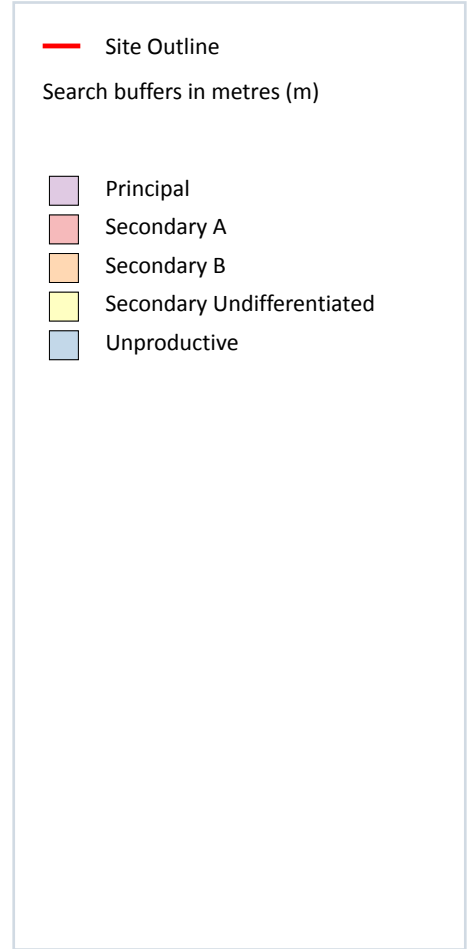 Site Outline
Search buffers in metres (m)
Principal
Secondary A
Secondary B
Secondary Undifferentiated
Unproductive